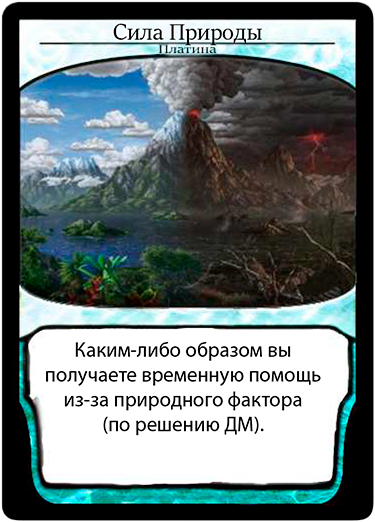 Сила Природы
Платина
Каким-либо образом вы
получаете временную помощь
из-за природного фактора
(по решению ДМ).